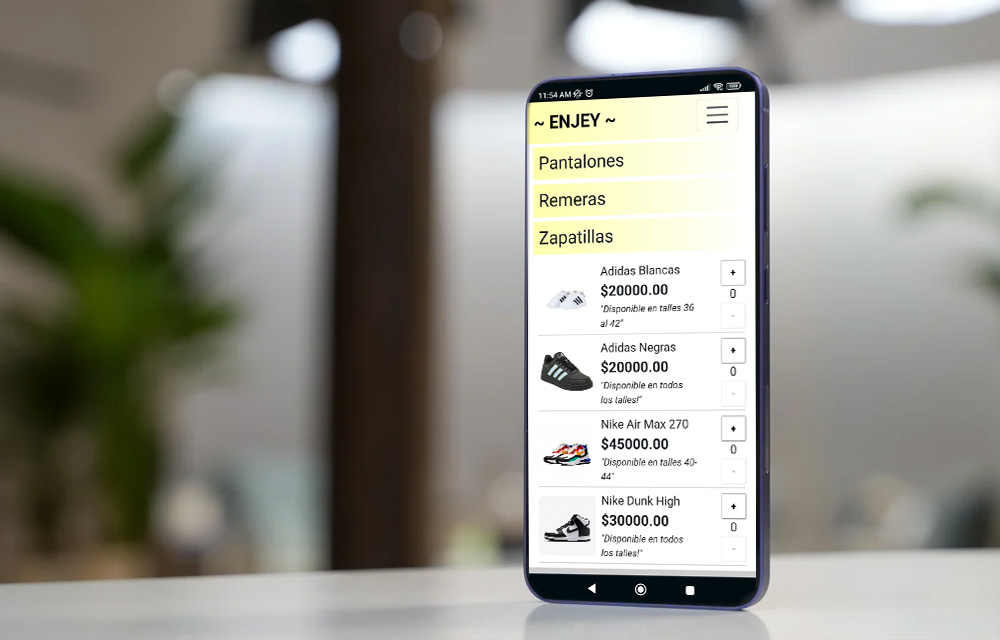 11:54 AM
~ ENJEY ~
Pantalones
Remeras
Zapatillas
Adidas Blancas
$20000.00
"Disponible en talles 36
al 42"
+
0
-
Adidas Negras
$20000.00
"Disponible en todos
los talles!"
+
0
-
Nike Air Max 270
$45000.00
"Disponible en talles 40-
44"
+
0
-
Nike Dunk High
$30000.00
"Disponible en todos
los talles!"
+
0
-